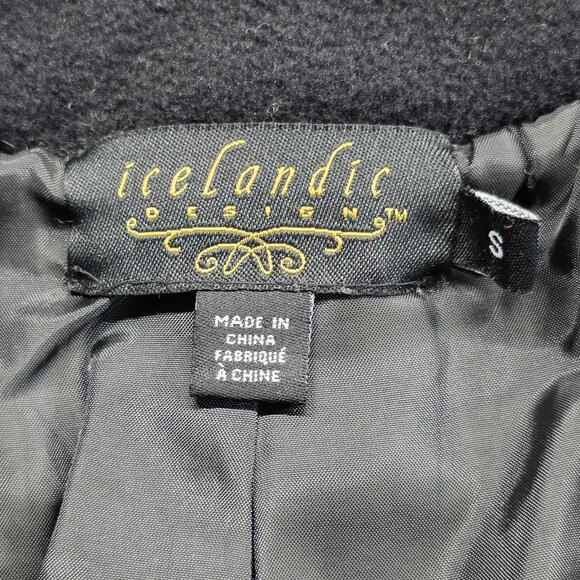 icelandic
DESIGN™
S
MADE IN
CHINA
FABRIQUÉ
À CHINE